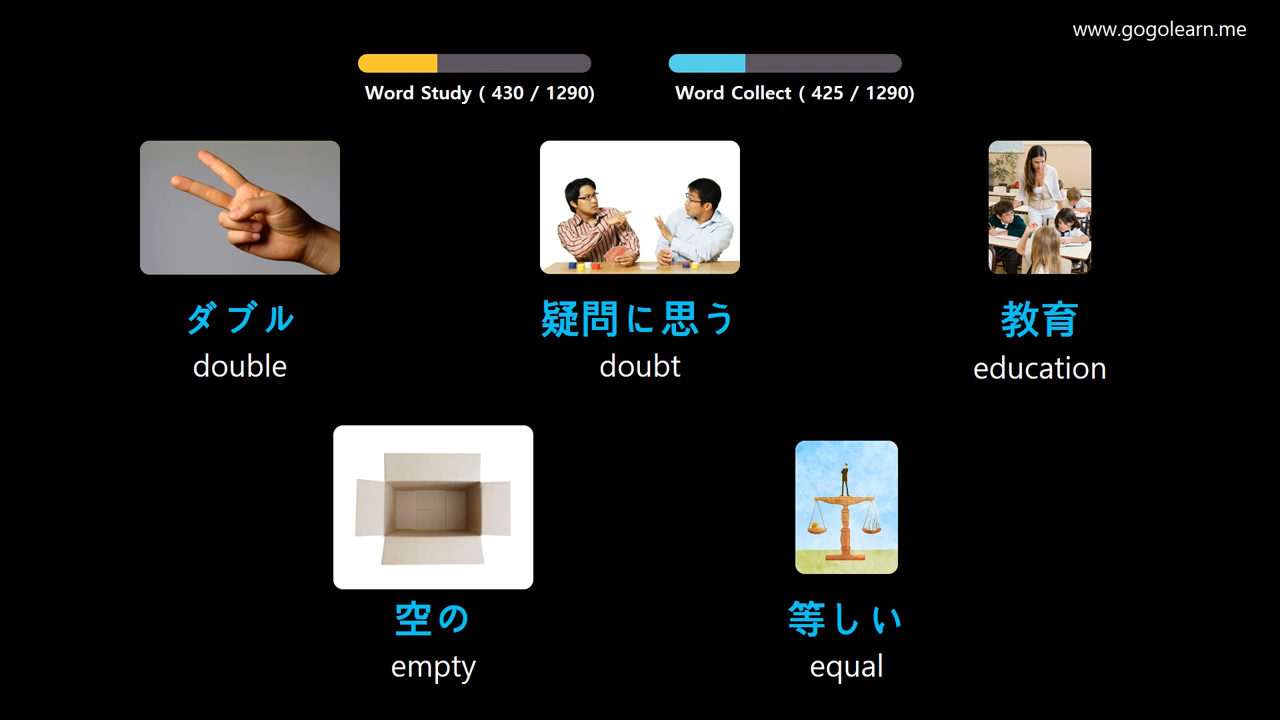 www.gogolearn.me
Word Study ( 430 / 1290)
Word Collect ( 425 / 1290)
ダブル
double
疑問に思う
doubt
教育
education
空の
empty
等しい
equal